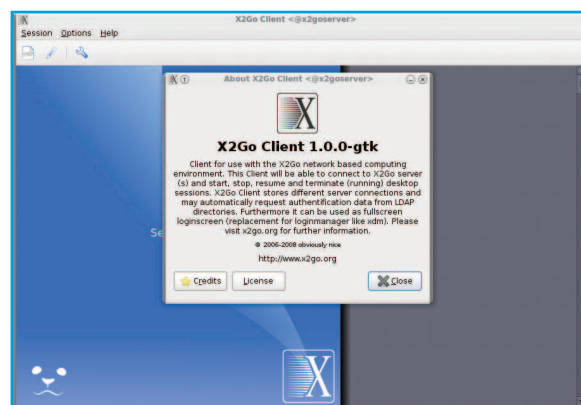 X2Go Client <@x2goserver>
Session Options Help
About X2Go Client <@x2goserver>
X
X2Go Client 1.0.0-gtk
Client for use with the X2Go network based computing
environment. This Client will be able to connect to X2Go server
(s) and start, stop, resume and terminate (running) desktop
sessions. X2Go Client stores different server connections and
may automatically request authentification data from LDAP
directories. Furthermore it can be used as fullscreen
loginscreen (replacement for loginmanager like xdm). Please
visit x2go.org for further information.
Se
© 2006-2008 obviously nice
http://www.x2go.org
Credits License Close
X